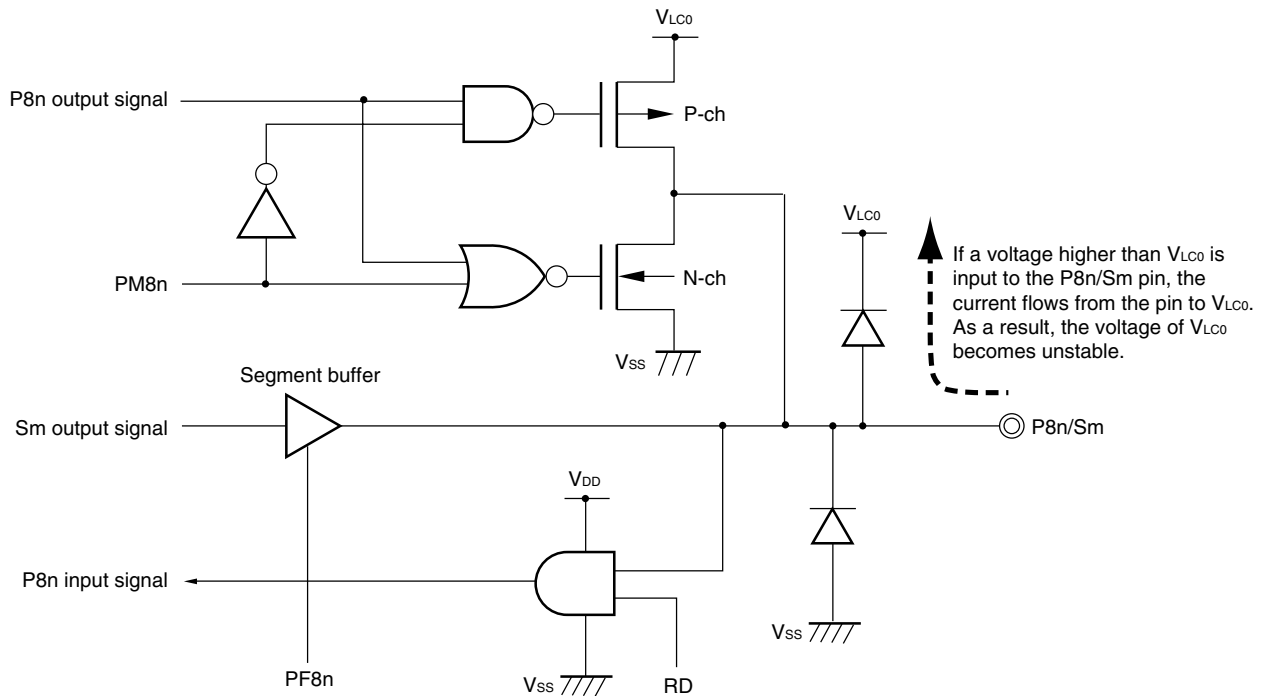 VLC0
P8n output signal
P-ch
VLC0
If a voltage higher than VLC0 is
input to the P8n/Sm pin, the
current flows from the pin to VLC0.
As a result, the voltage of VLC0
becomes unstable.
PM8n
N-ch
VSS
Segment buffer
Sm output signal
P8n/Sm
VDD
P8n input signal
VSS
PF8n
VSS
RD